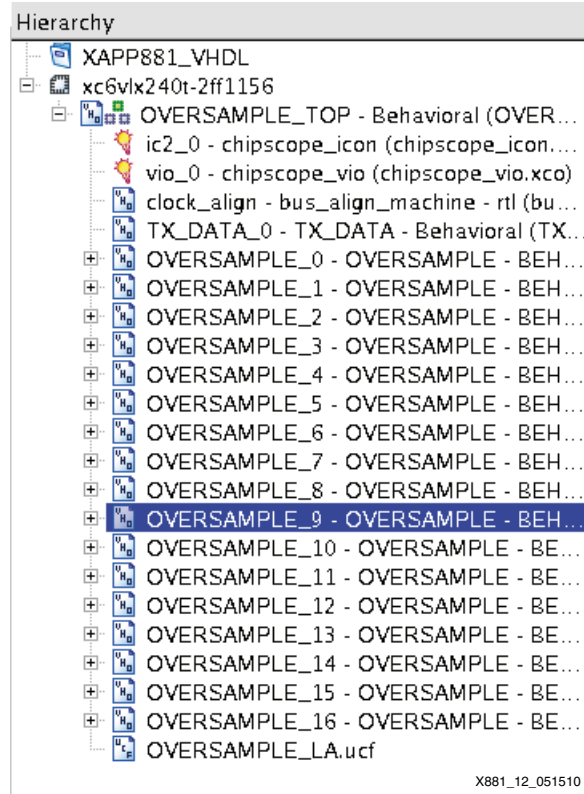 Hierarchy
XAPP881_VHDL
xc6vlx240t-2ff1156
OVERSAMPLE_TOP - Behavioral (OVER...
ic2_0 - chipscope_icon (chipscope_icon....
vio_0 - chipscope_vio (chipscope_vio.xco)
clock_align - bus_align_machine - rtl (bu...
TX_DATA_0 - TX_DATA - Behavioral (TX...
OVERSAMPLE_0 - OVERSAMPLE - BEH...
OVERSAMPLE_1 - OVERSAMPLE - BEH...
OVERSAMPLE_2 - OVERSAMPLE - BEH...
OVERSAMPLE_3 - OVERSAMPLE - BEH...
OVERSAMPLE_4 - OVERSAMPLE - BEH...
OVERSAMPLE_5 - OVERSAMPLE - BEH...
OVERSAMPLE_6 - OVERSAMPLE - BEH...
OVERSAMPLE_7 - OVERSAMPLE - BEH...
OVERSAMPLE_8 - OVERSAMPLE - BEH...
OVERSAMPLE_9 - OVERSAMPLE - BEH...
OVERSAMPLE_10 - OVERSAMPLE - BE...
OVERSAMPLE_11 - OVERSAMPLE - BE...
OVERSAMPLE_12 - OVERSAMPLE - BE...
OVERSAMPLE_13 - OVERSAMPLE - BE...
OVERSAMPLE_14 - OVERSAMPLE - BE...
OVERSAMPLE_15 - OVERSAMPLE - BE...
OVERSAMPLE_16 - OVERSAMPLE - BE...
OVERSAMPLE_LA.ucf
X881_12_051510